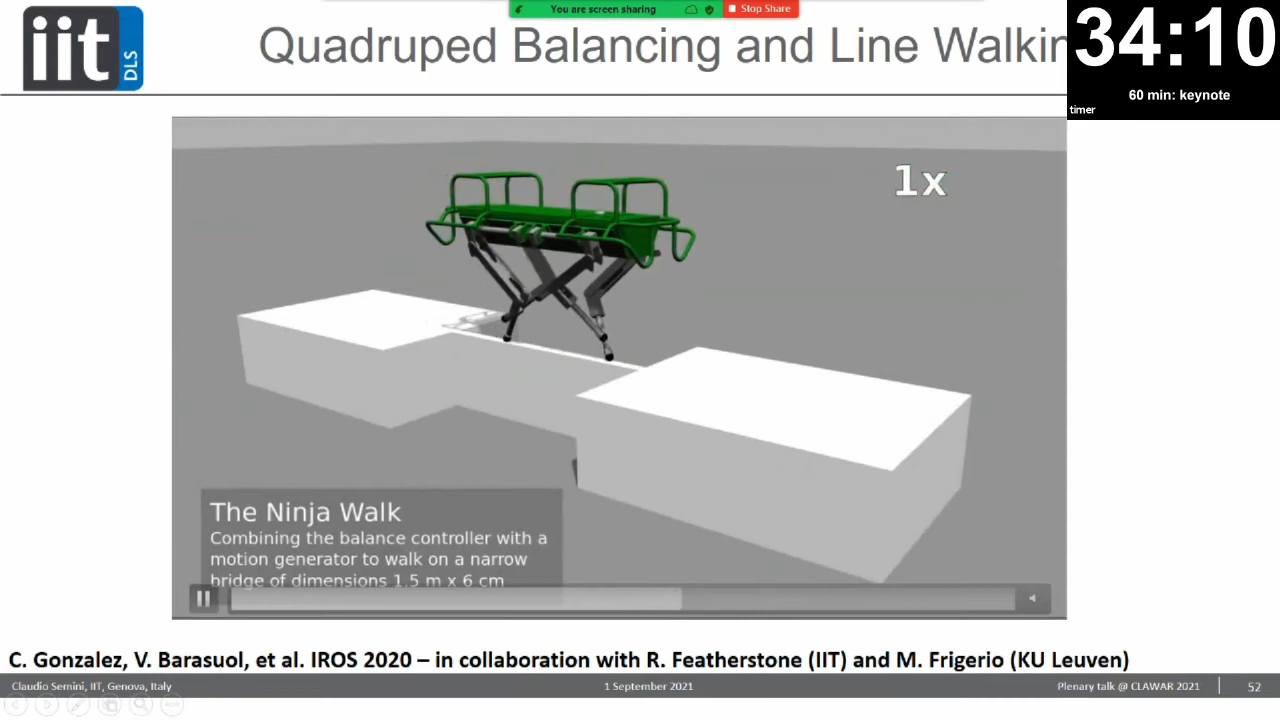 You are screen sharing
Stop Share
iit
DLS
Quadruped Balancing and Line Walkin
34:10
60 min: keynote
timer
1x
The Ninja Walk
Combining the balance controller with a
motion generator to walk on a narrow
bridge of dimensions 1.5 m x 6 cm
C. Gonzalez, V. Barasuol, et al. IROS 2020 – in collaboration with R. Featherstone (IIT) and M. Frigerio (KU Leuven)
Claudio Semini, IIT, Genova, Italy
1 September 2021
Plenary talk @ CLAWAR 2021
52